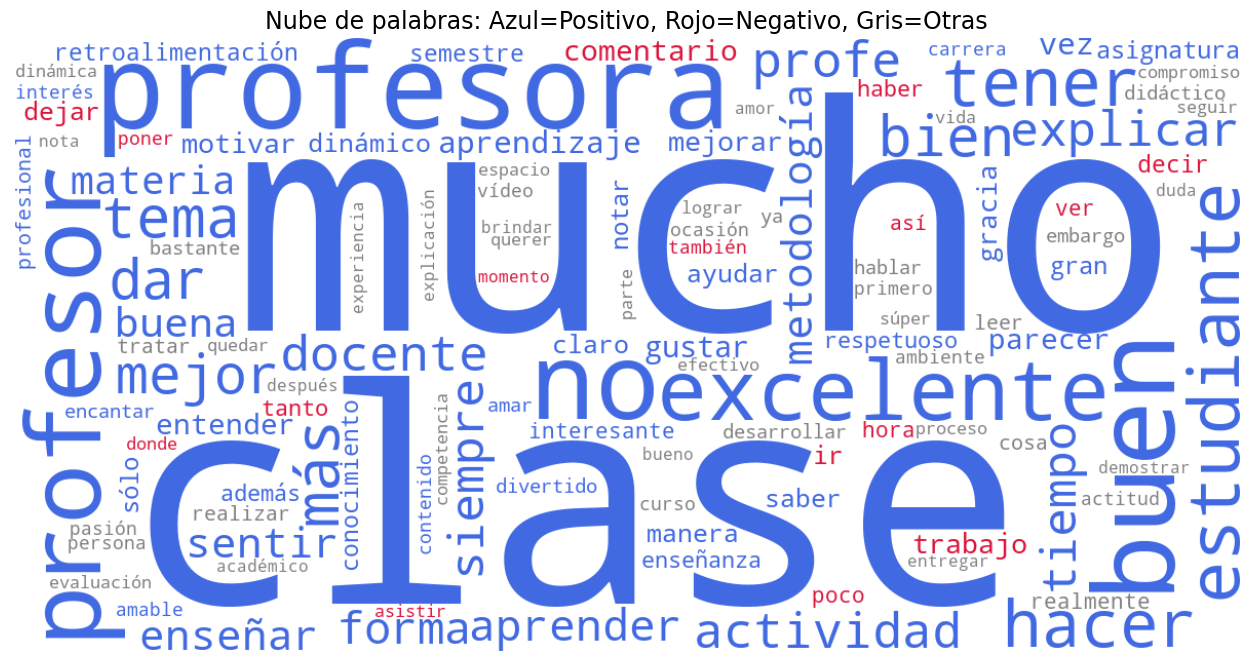 Nube de palabras: Azul=Positivo, Rojo=Negativo, Gris=Otras
retroalimentación
semestre
comentario
profe
carrera
vez
asignatura
dinámica
interés
dejar
nota
poner
profesora
motivar
dinámico
aprendizaje
mejorar
amor
haber
tener
compromiso
didáctico
seguir
vida
bien
explicar
decir
duda
profesional
materia
tema
bastante
dar
buena
tratar
quedar
mejor
mucho
experiencia
explicación
espacio
vídeo
brindar
querer
momento
notar
parte
lograr
ocasión
también
ya
ayudar
metodología
así
hablar
primero
súper
gracia
leer
ver
embargo
gran
parecer
respetuoso
ambiente
estudiante
profesor
docente
después
claro
gustar
efectivo
no
excelente
encantar
entender
tanto
donde
amar
siempre
más
conocimiento
competencia
contenido
sólo
además
realizar
sentir
académico
pasión
persona
evaluación
amable
clase
interesante
divertido
bueno
desarrollar
curso
ir
hora
proceso
saber
manera
enseñanza
cosa
tiempo
demostrar
actitud
buen
trabajo
entregar
realmente
poco
asistir
enseñar
forma
aprender
actividad
hacer